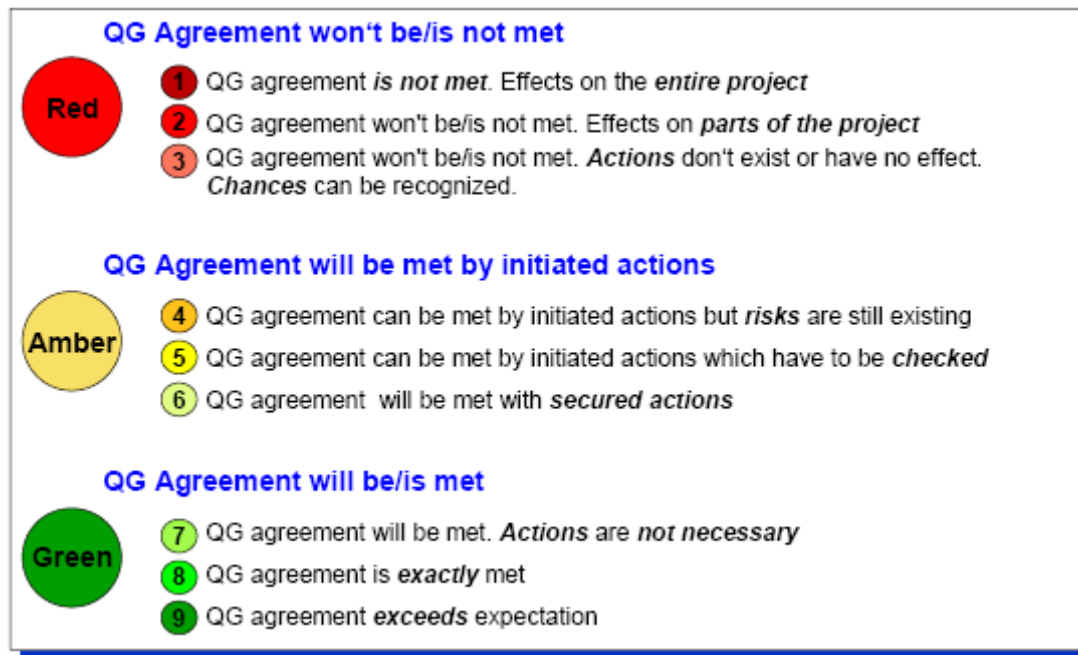 QG Agreement won‘t be/is not met
Red
1 QG agreement is not met. Effects on the entire project
2 QG agreement won't be/is not met. Effects on parts of the project
3 QG agreement won't be/is not met. Actions don‘t exist or have no effect.
Chances can be recognized.
QG Agreement will be met by initiated actions
Amber
4 QG agreement can be met by initiated actions but risks are still existing
5 QG agreement can be met by initiated actions which have to be checked
6 QG agreement will be met with secured actions
QG Agreement will be/is met
Green
7 QG agreement will be met. Actions are not necessary
8 QG agreement is exactly met
9 QG agreement exceeds expectation